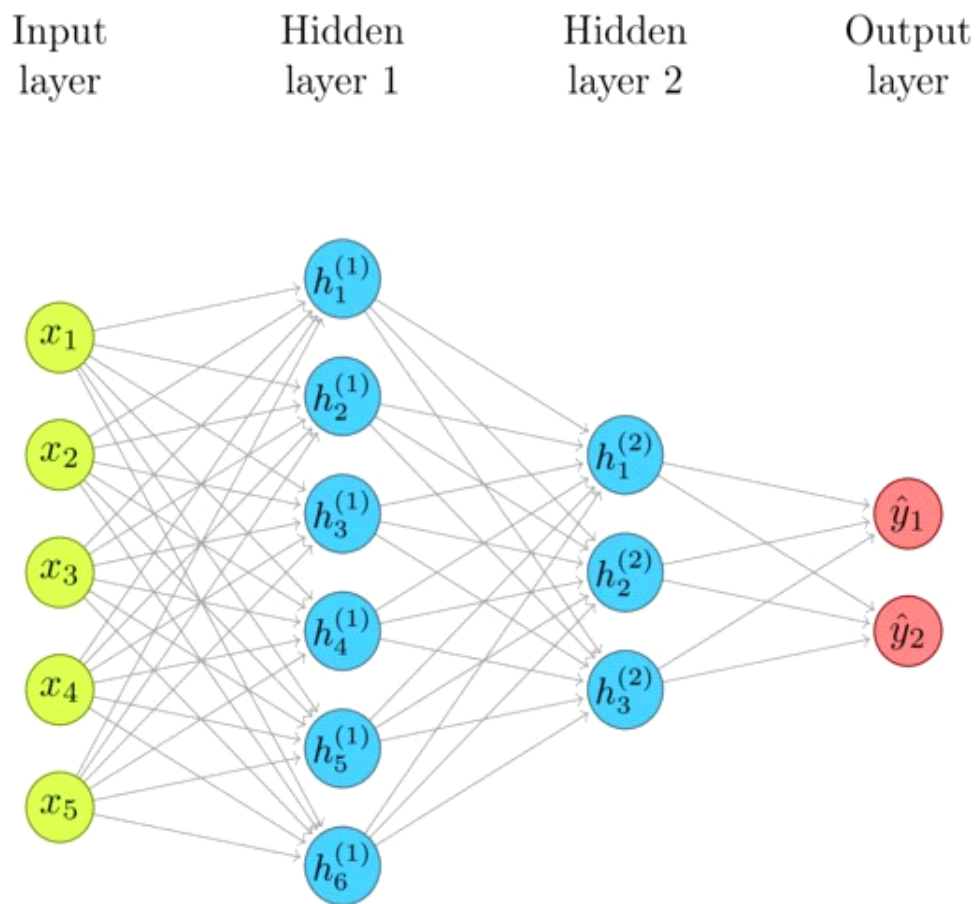 Input
layer
Hidden
layer 1
Hidden
layer 2
Output
layer
x₁
x₂
x₃
x₄
x₅
h₁⁽¹⁾
h₂⁽¹⁾
h₃⁽¹⁾
h₄⁽¹⁾
h₅⁽¹⁾
h₆⁽¹⁾
h₁⁽²⁾
h₂⁽²⁾
h₃⁽²⁾
ŷ₁
ŷ₂